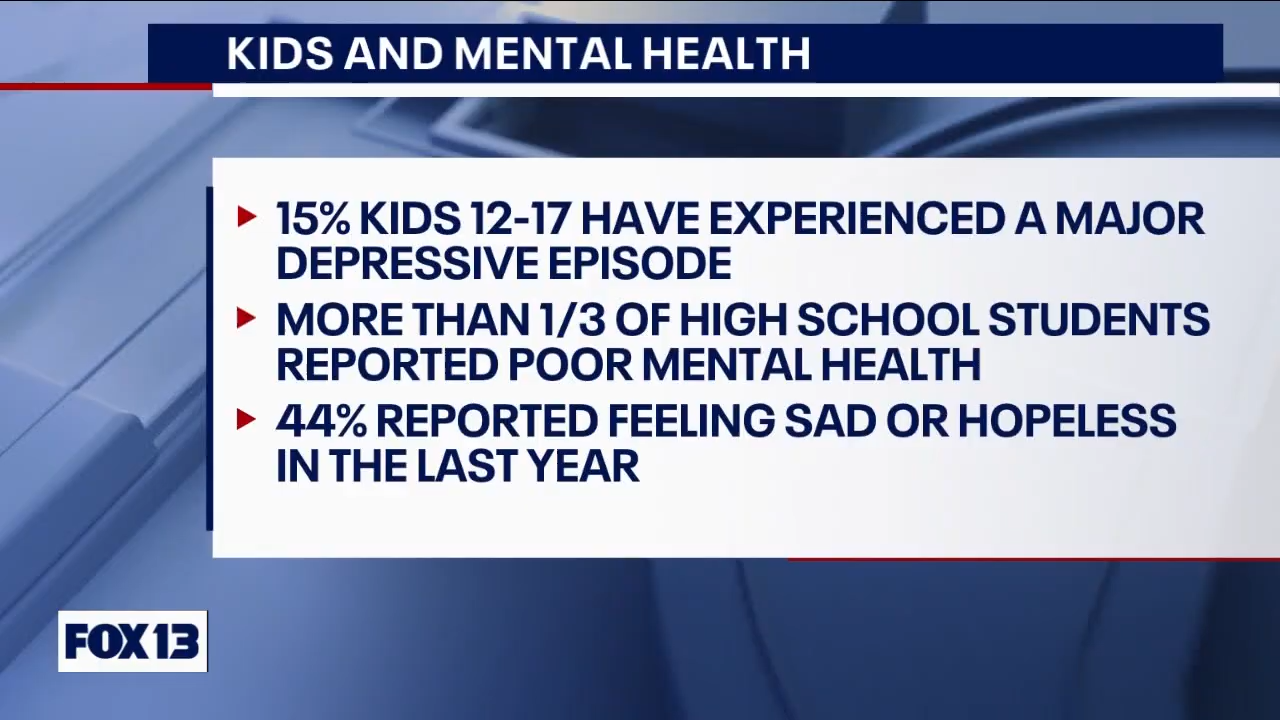 KIDS AND MENTAL HEALTH
15% KIDS 12-17 HAVE EXPERIENCED A MAJOR
DEPRESSIVE EPISODE
MORE THAN 1/3 OF HIGH SCHOOL STUDENTS
REPORTED POOR MENTAL HEALTH
44% REPORTED FEELING SAD OR HOPELESS
IN THE LAST YEAR
FOX 13